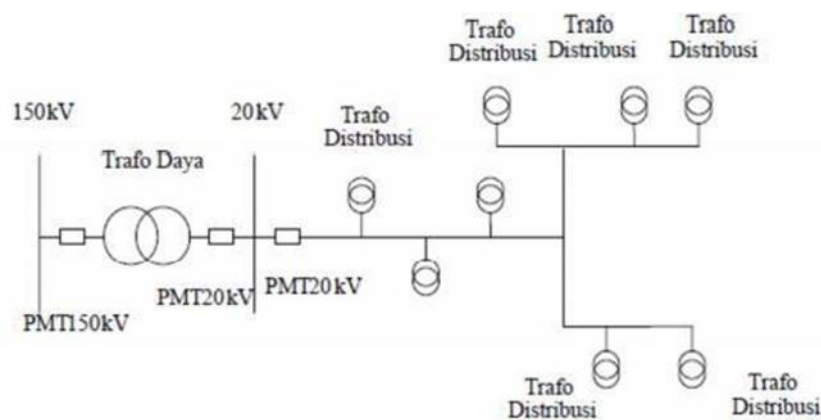 Trafo
Distribusi
Trafo
Distribusi
Trafo
Distribusi
150kV
20kV
Trafo
Distribusi
Trafo Daya
PMT150kV
PMT20kV
PMT20kV
Trafo
Distribusi
Trafo
Distribusi